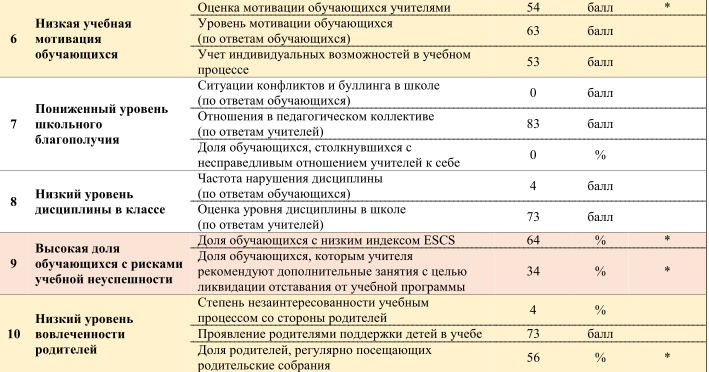 Оценка мотивации обучающихся учителями 54 балл *
6 Низкая учебная мотивация обучающихся
Уровень мотивации обучающихся
(по ответам обучающихся) 63 балл
Учет индивидуальных возможностей в учебном
процессе 53 балл
7 Пониженный уровень школьного благополучия
Ситуации конфликтов и буллинга в школе
(по ответам обучающихся) 0 балл
Отношения в педагогическом коллективе
(по ответам учителей) 83 балл
Доля обучающихся, столкнувшихся с
несправедливым отношением учителей к себе 0 %
8 Низкий уровень дисциплины в классе
Частота нарушения дисциплины
(по ответам обучающихся) 4 балл
Оценка уровня дисциплины в школе
(по ответам учителей) 73 балл
9 Высокая доля обучающихся с рисками учебной неуспешности
Доля обучающихся с низким индексом ESCS 64 % *
Доля обучающихся, которым учителя
рекомендуют дополнительные занятия с целью
ликвидации отставания от учебной программы 34 % *
10 Низкий уровень вовлеченности родителей
Степень незаинтересованности учебным
процессом со стороны родителей 4 %
Проявление родителями поддержки детей в учебе 73 балл
Доля родителей, регулярно посещающих
родительские собрания 56 % *